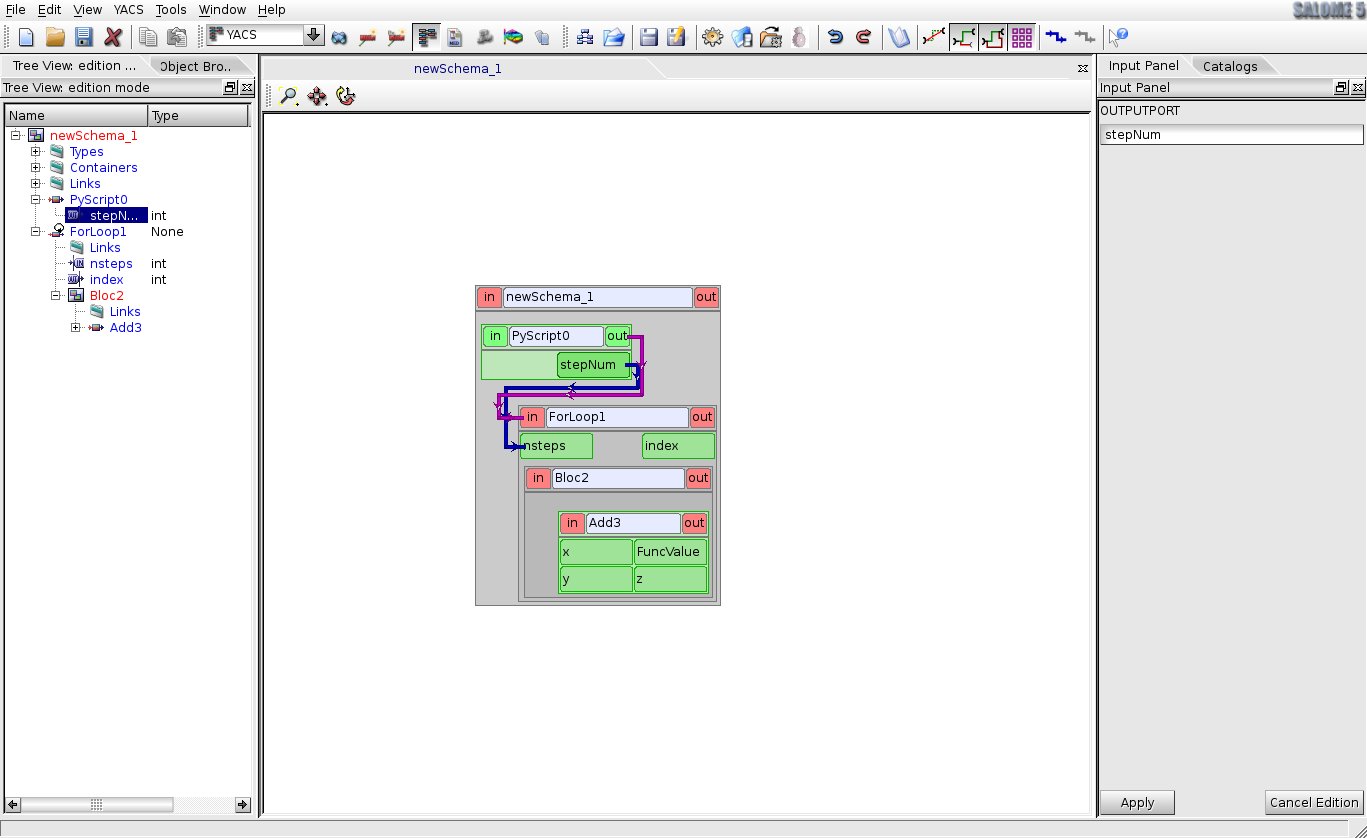 File Edit View YACS Tools Window Help
SALOME 5
YACS
Tree View: edition ...
Object Bro..
newSchema_1
Input Panel
Catalogs
Tree View: edition mode
Input Panel
Name Type
OUTPUTPORT
stepNum
newSchema_1
Types
Containers
Links
PyScript0
stepN... int
ForLoop1 None
Links
nsteps int
index int
Bloc2
Links
Add3
in newSchema_1 out
in PyScript0 out
stepNum
in ForLoop1 out
nsteps index
in Bloc2 out
in Add3 out
x FuncValue
y z
Apply Cancel Edition